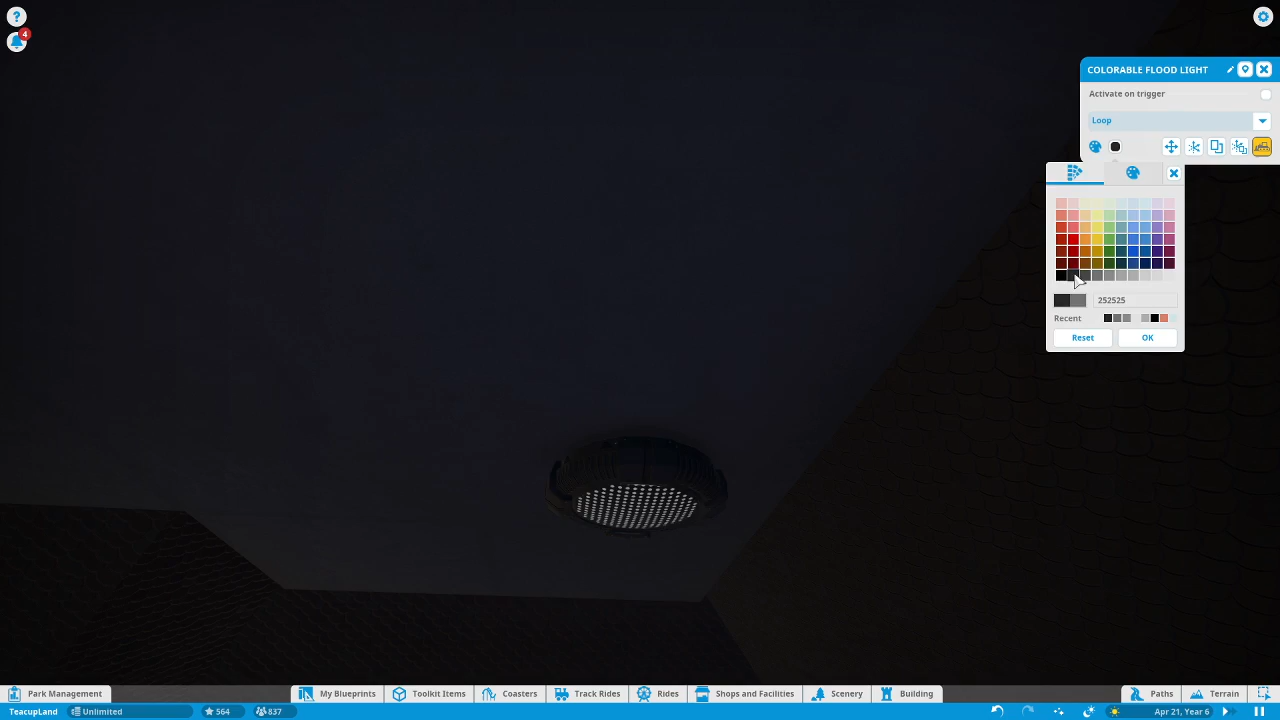 ?
4
COLORABLE FLOOD LIGHT
Activate on trigger
Loop
252525
Recent
Reset OK
Park Management My Blueprints Toolkit Items Coasters Track Rides Rides Shops and Facilities Scenery Building Paths Terrain
TeacupLand Unlimited 564 837 Apr 21, Year 6